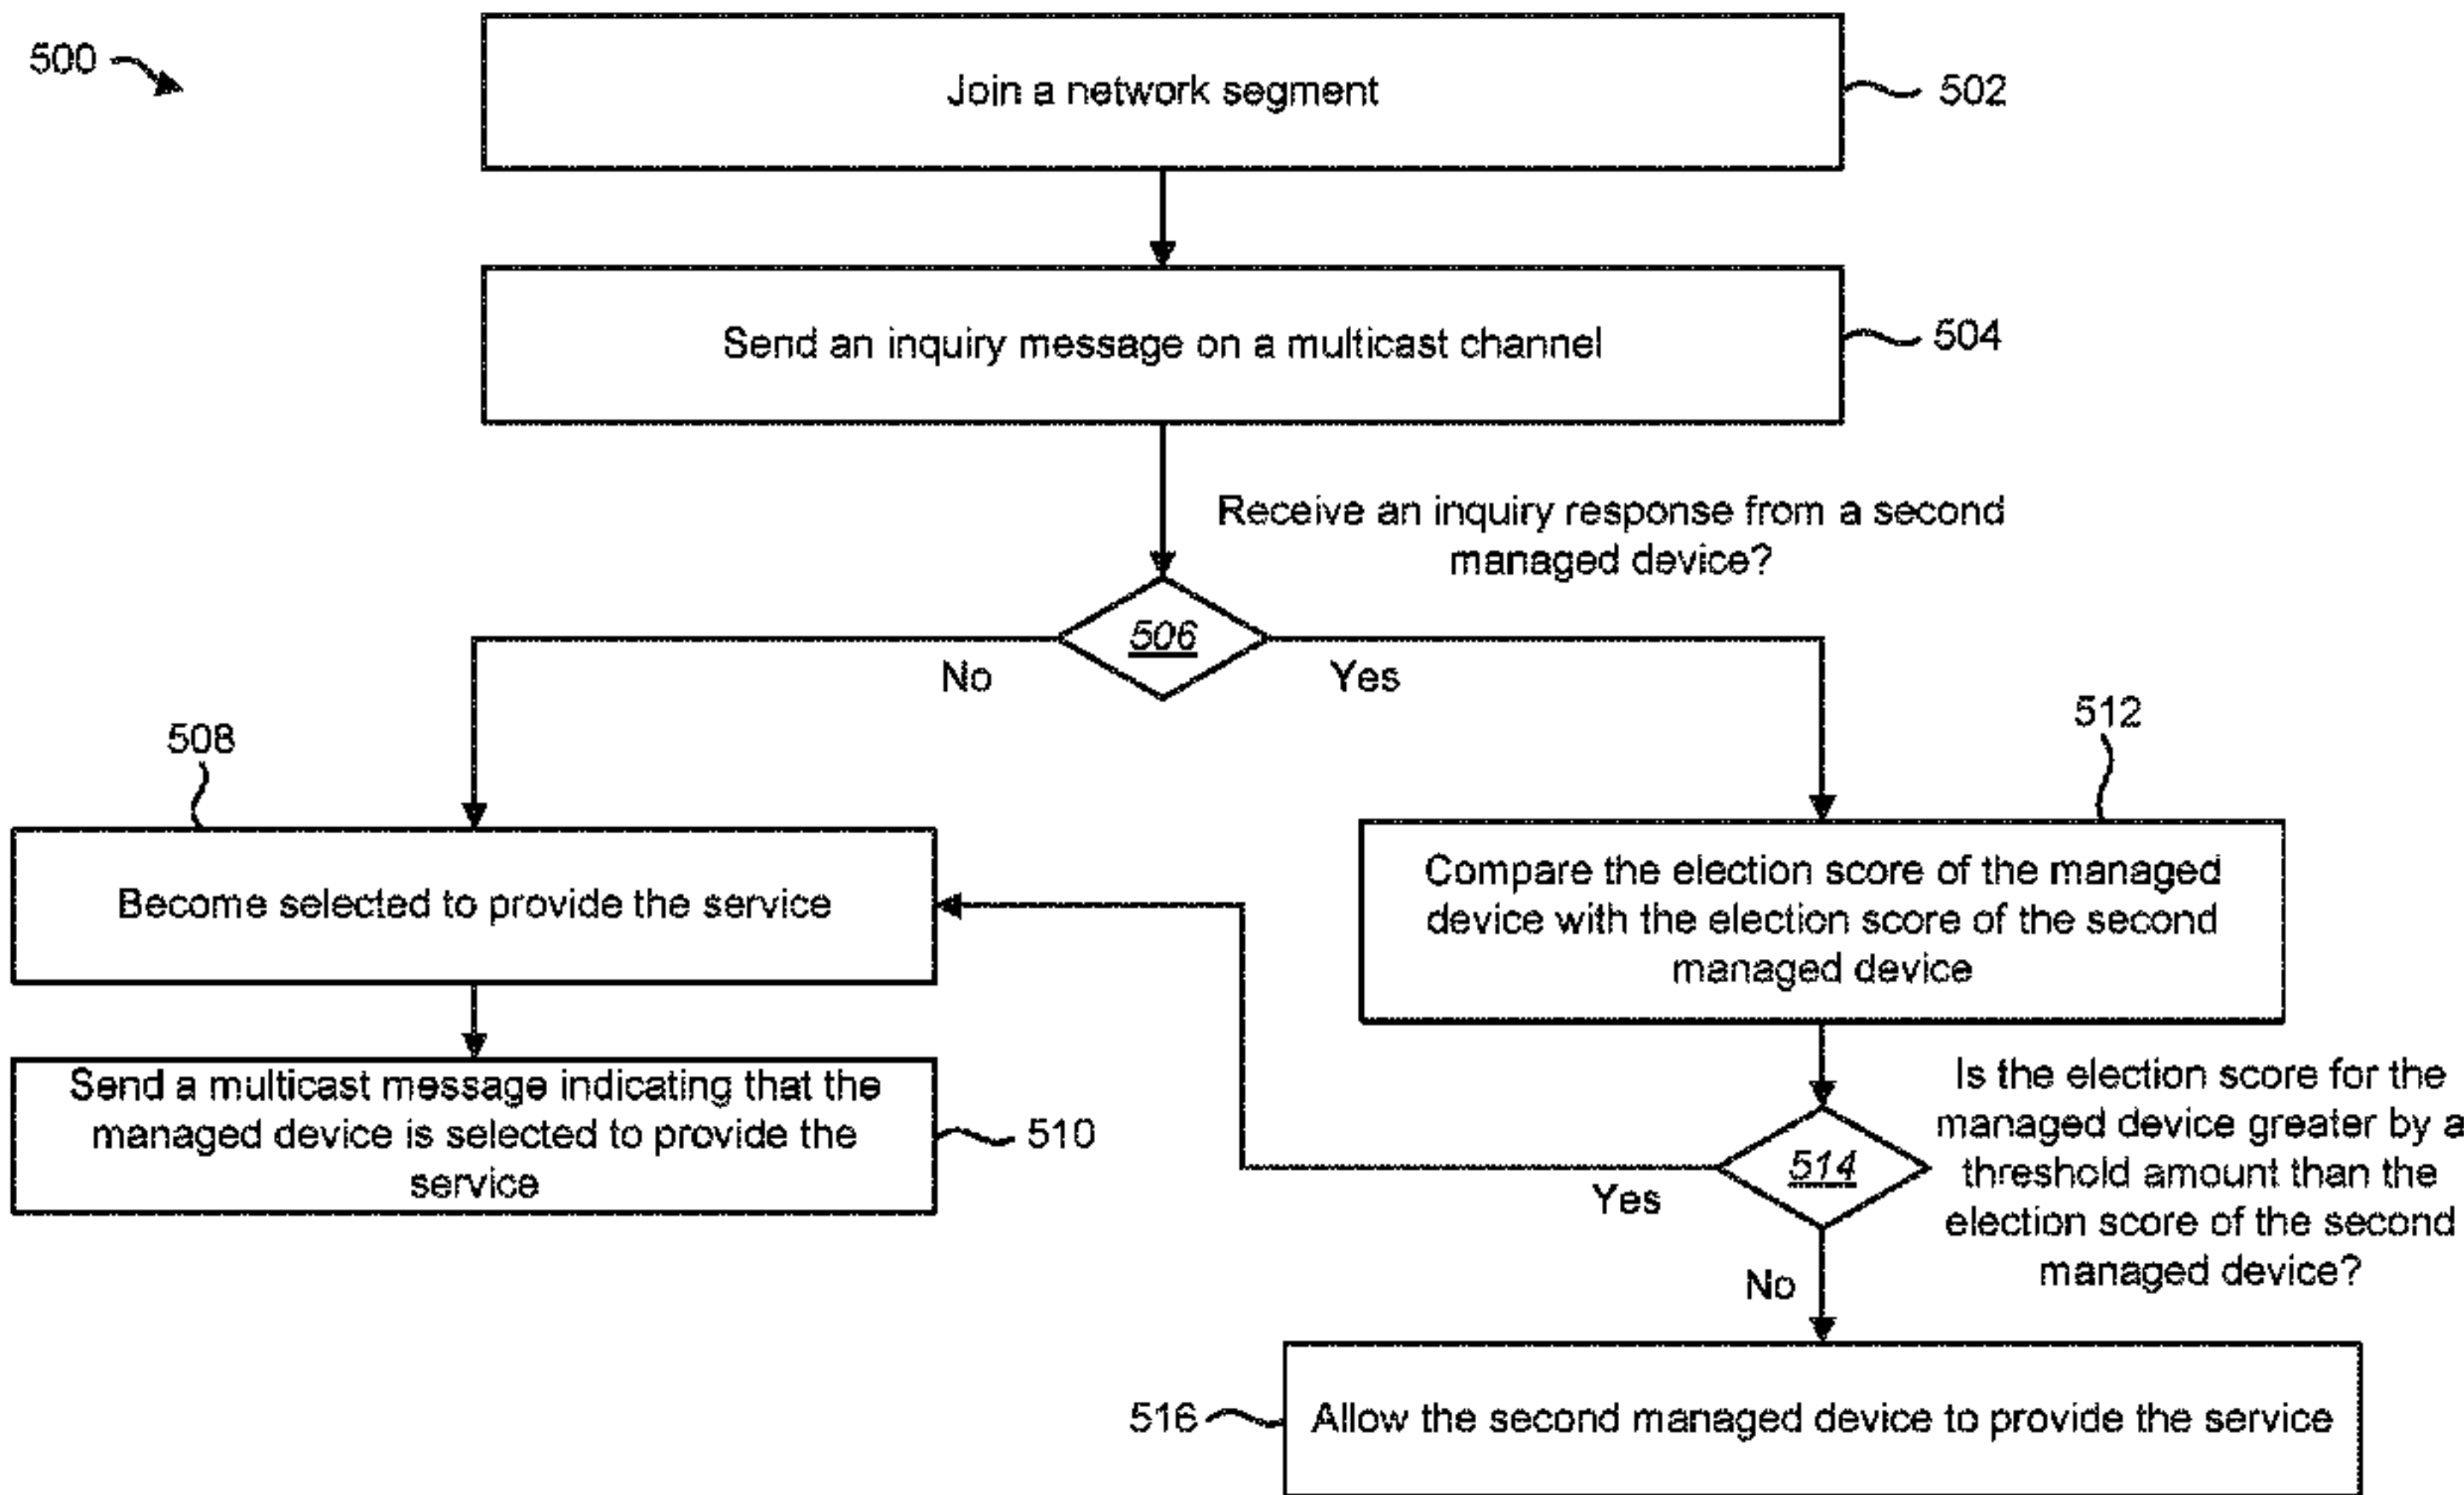 500
Join a network segment
502
Send an inquiry message on a multicast channel
504
Receive an inquiry response from a second
managed device?
506
No
Yes
508
512
Become selected to provide the service
Compare the election score of the managed
device with the election score of the second
managed device
Send a multicast message indicating that the
managed device is selected to provide the
service
510
Is the election score for the
managed device greater by a
threshold amount than the
election score of the second
managed device?
514
Yes
No
516
Allow the second managed device to provide the service